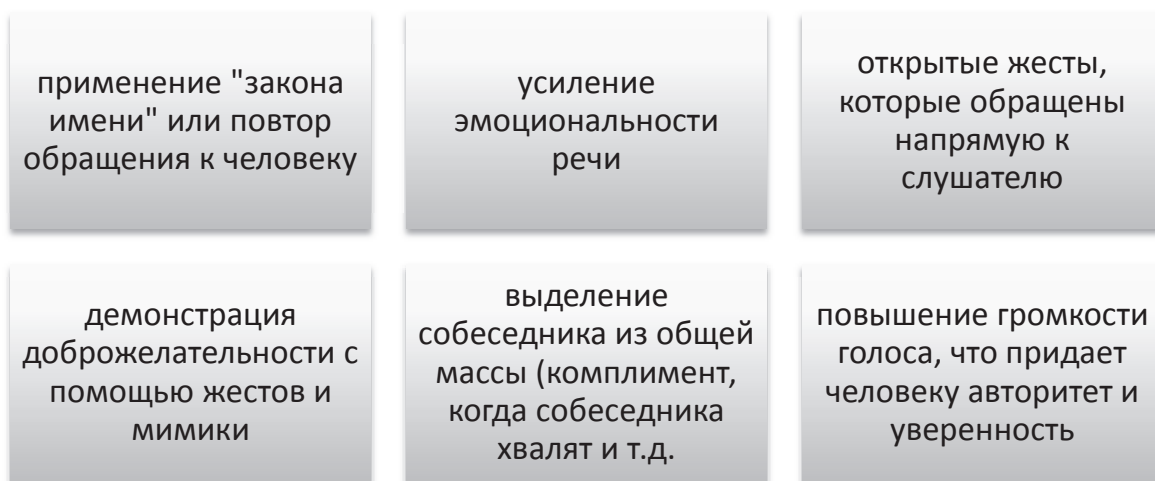 применение "закона
имени" или повтор
обращения к человеку
усиление
эмоциональности
речи
открытые жесты,
которые обращены
напрямую к
слушателю
демонстрация
доброжелательности с
помощью жестов и
мимики
выделение
собеседника из общей
массы (комплимент,
когда собеседника
хвалят и т.д.
повышение громкости
голоса, что придает
человеку авторитет и
уверенность